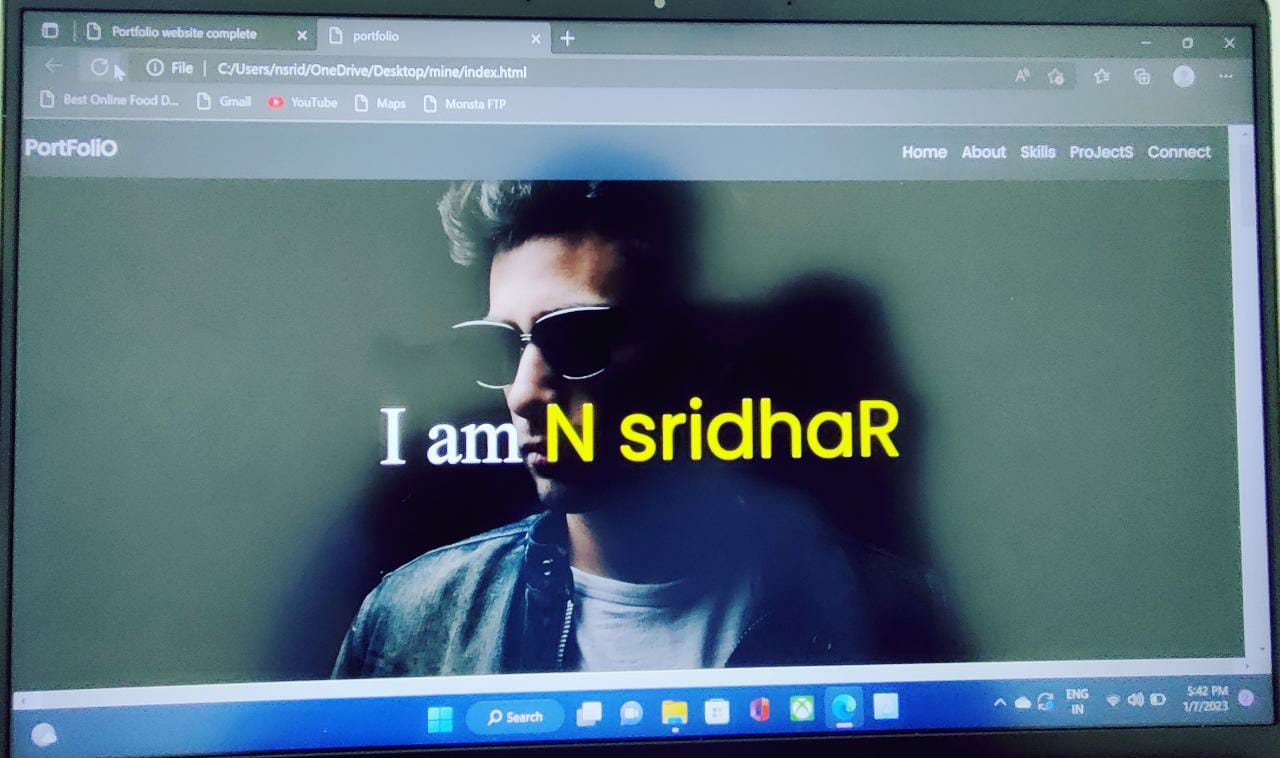 Portfolio website complete
portfolio
File | C:/Users/nsrid/OneDrive/Desktop/mine/index.html
Best Online Food D... Gmail YouTube Maps Monsta FTP
PortFoliO
Home About Skills ProJectS Connect
I am N sridhaR
Search
ENG
IN
5:42 PM
1/7/2023